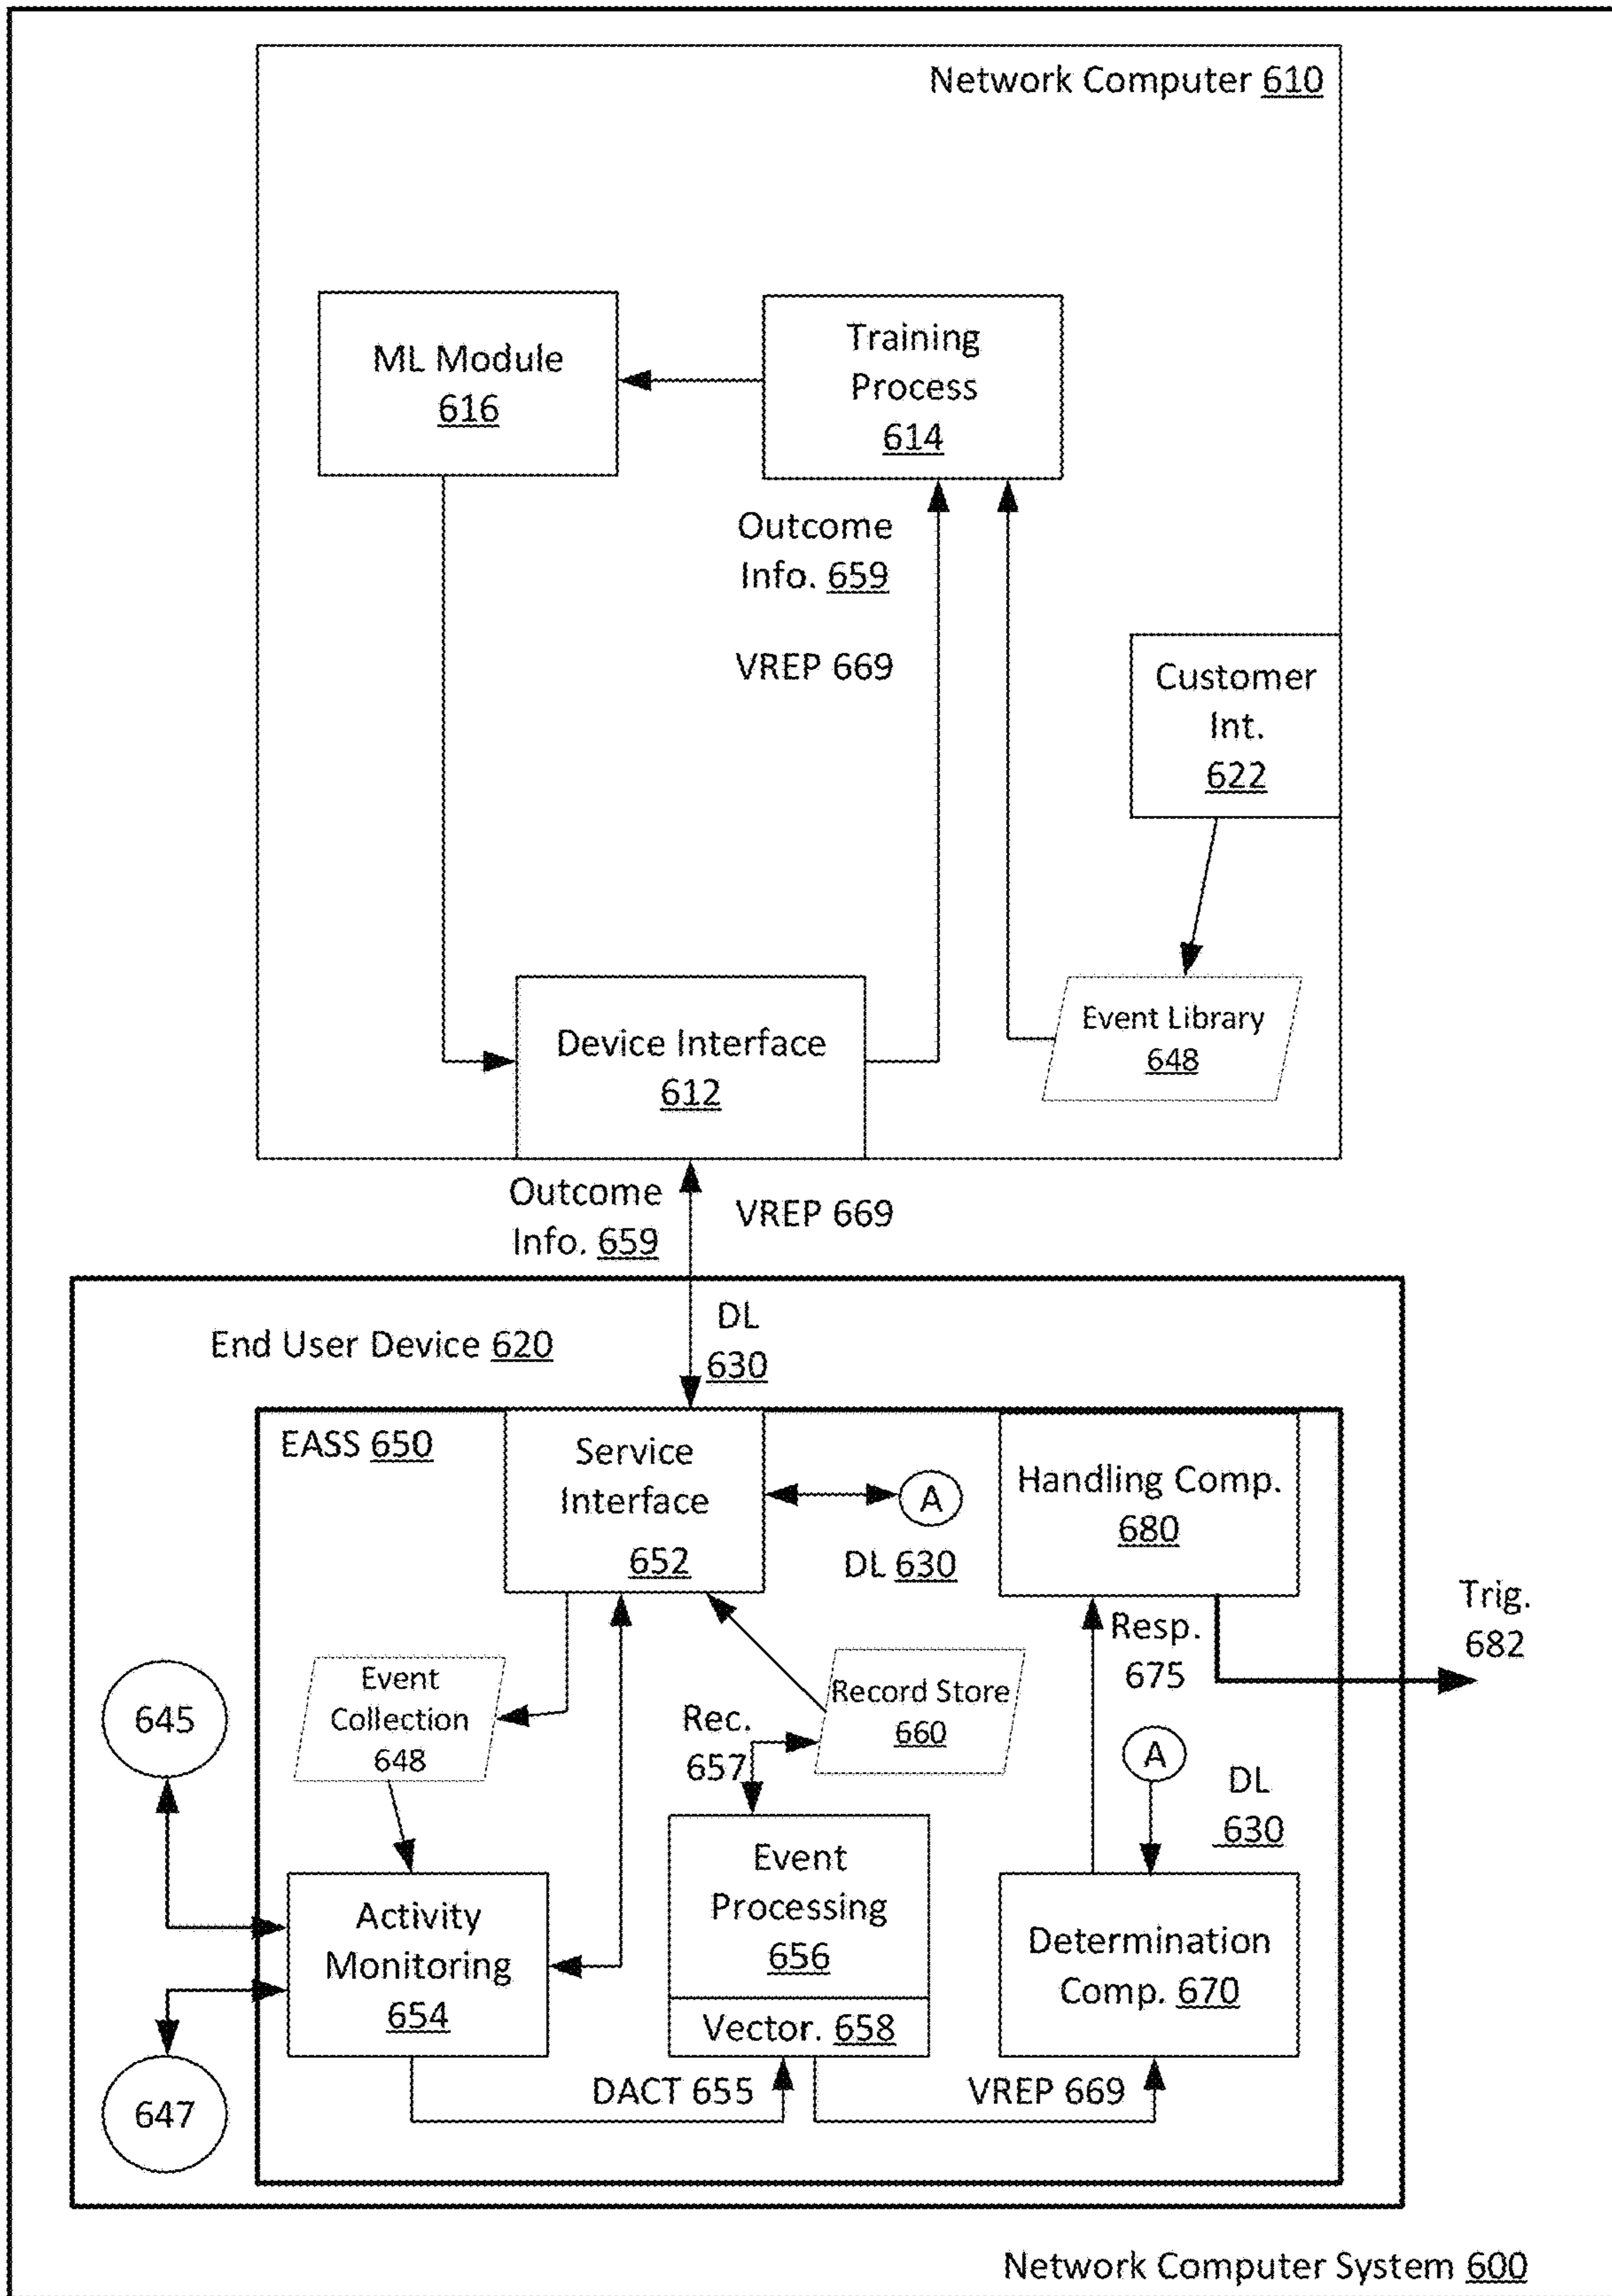 Network Computer 610
ML Module
616
Training
Process
614
Outcome
Info. 659
VREP 669
Customer
Int.
622
Event Library
648
Device Interface
612
Outcome
Info. 659
VREP 669
DL
630
End User Device 620
EASS 650
Service
Interface
652
A
DL 630
Handling Comp.
680
Resp.
675
Trig.
682
Event
Collection
648
645
Rec.
657
Record Store
660
A
DL
630
Activity
Monitoring
654
Event
Processing
656
Vector. 658
Determination
Comp. 670
647
DACT 655
VREP 669
Network Computer System 600